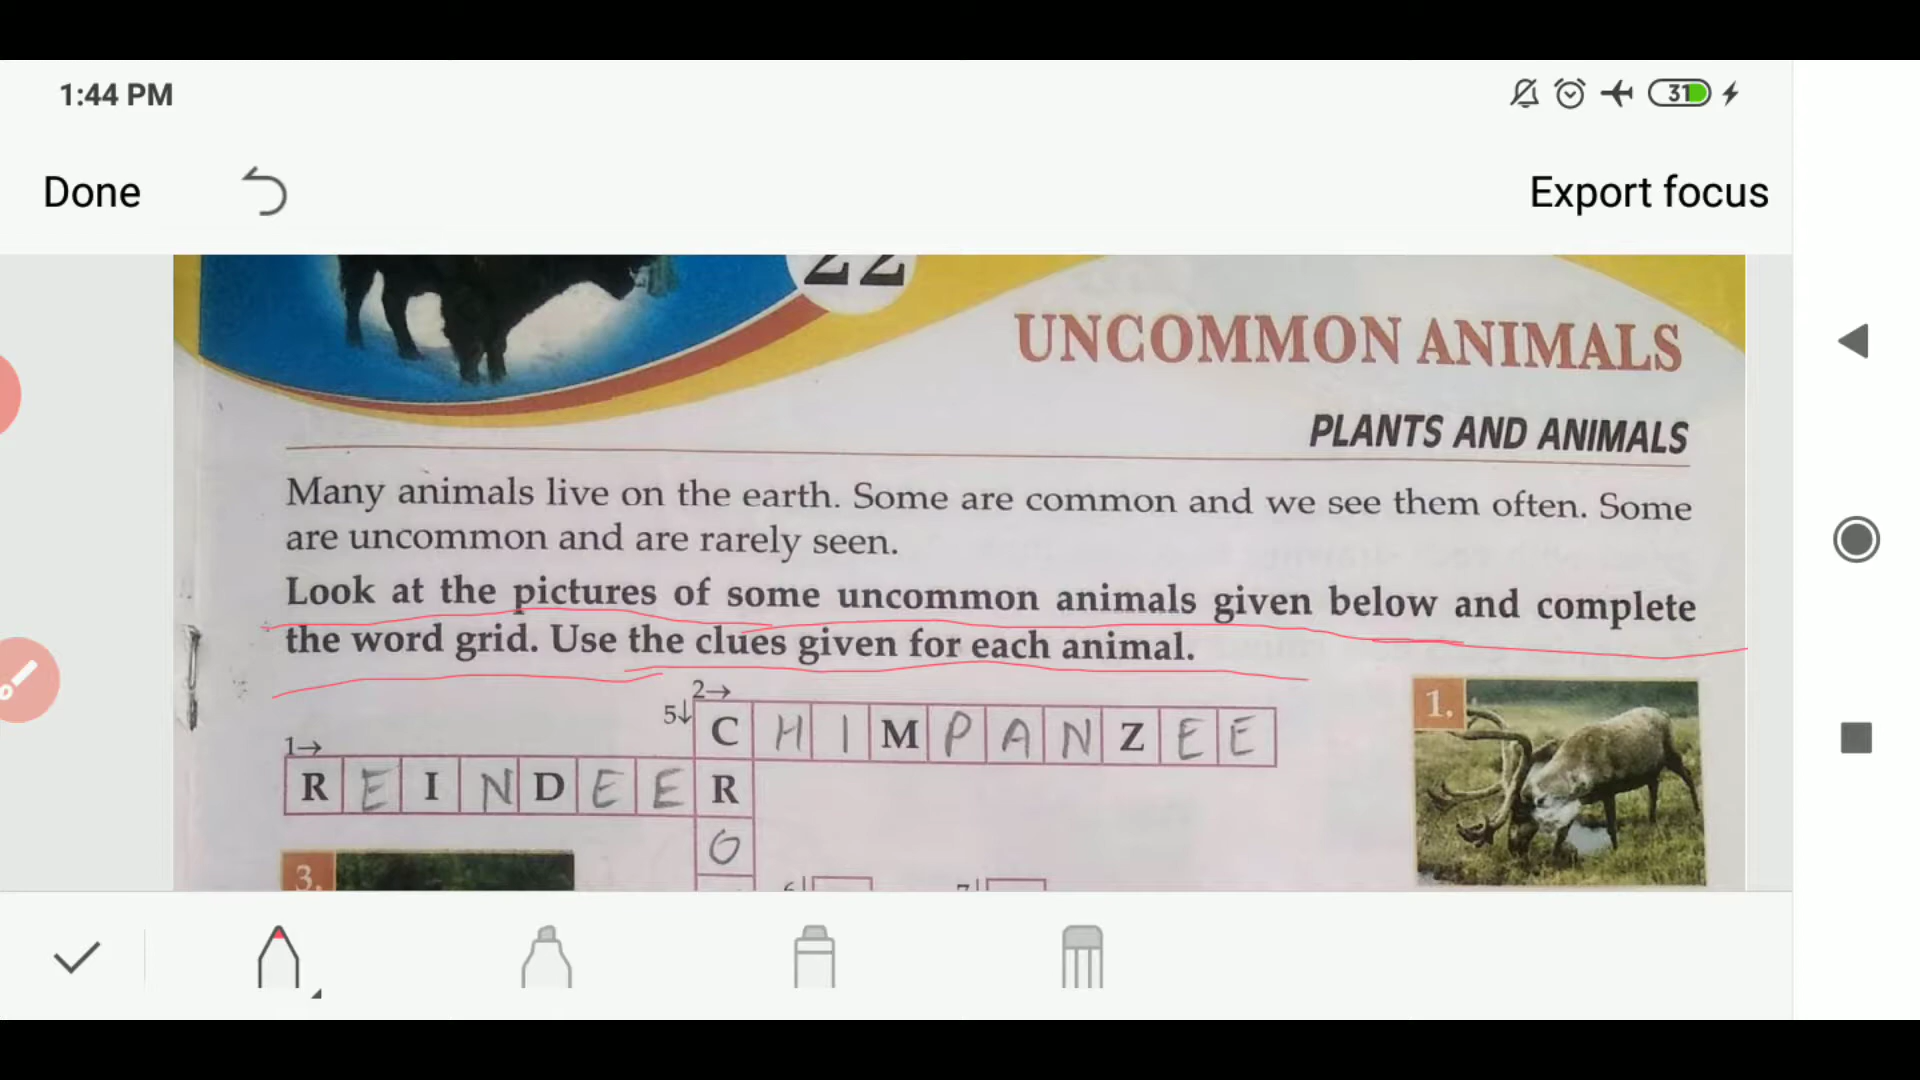 1:44 PM
31
Done
Export focus
22
UNCOMMON ANIMALS
PLANTS AND ANIMALS
Many animals live on the earth. Some are common and we see them often. Some
are uncommon and are rarely seen.
Look at the pictures of some uncommon animals given below and complete
the word grid. Use the clues given for each animal.
2→
5↓
CHIMPANZEE
1.
1→
REINDEER
O
3.